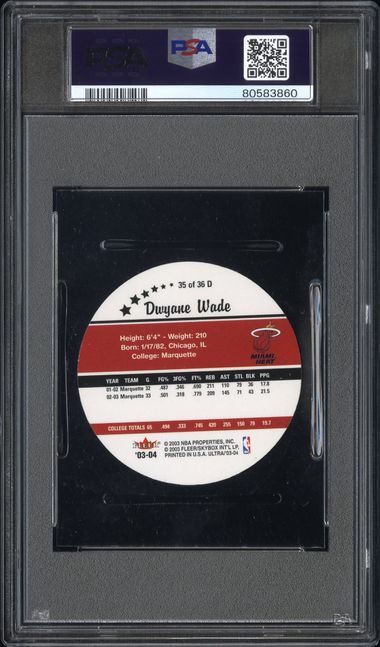 PSA
PSA
80583860
35 of 36 D
Dwyane Wade
Height: 6'4" - Weight: 210
Born: 1/17/82, Chicago, IL
College: Marquette
MIAMI HEAT
YEAR TEAM G FG% 3FG% FT% REB AST STL BLK PPG
01-02 Marquette 32 .487 .346 .690 211 110 79 36 17.8
02-03 Marquette 33 .501 .318 .779 209 145 71 43 21.5
COLLEGE TOTALS 65 .494 .333 .745 420 255 150 79 19.7
FLEER
'03-04
© 2003 NBA PROPERTIES, INC.
© 2003 FLEER/SKYBOX INT'L LP.
PRINTED IN U.S.A. ULTRA/'03-04